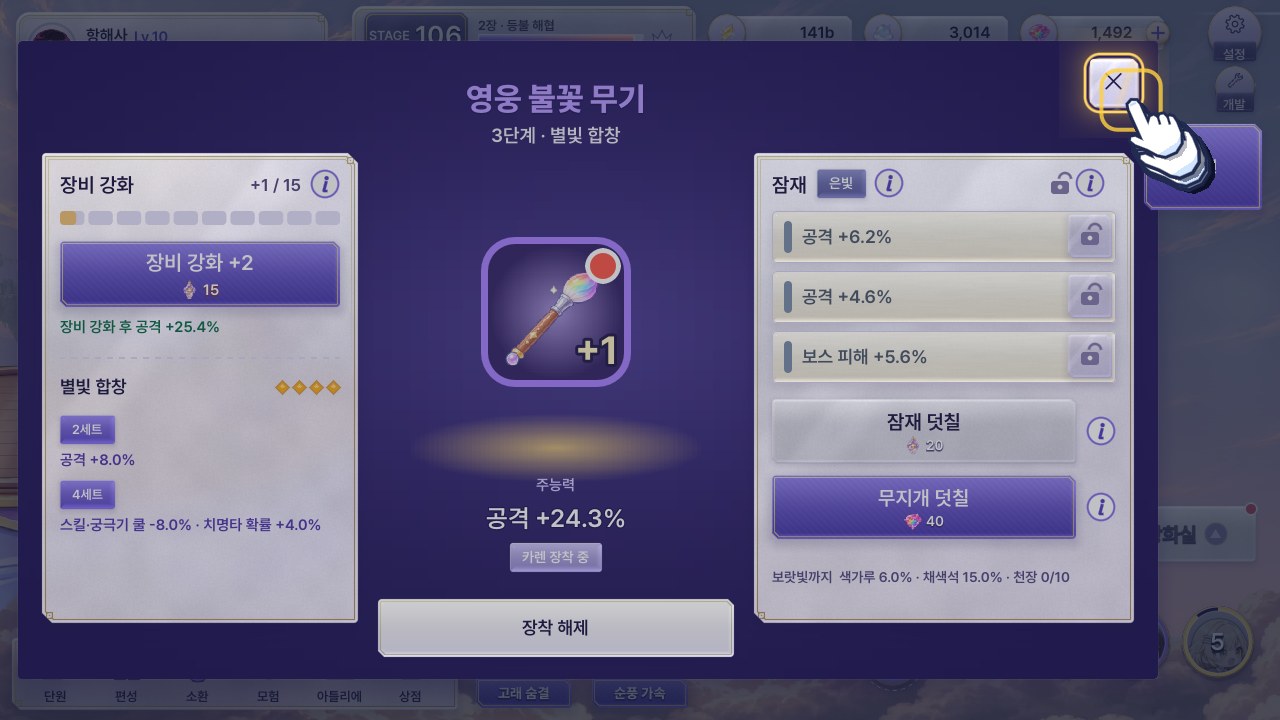 항해사 Lv.10
STAGE 106
2장 · 등불 해협
141b
3,014
1,492
설정
개발
영웅 불꽃 무기
3단계 · 별빛 합창
장비 강화
+1 / 15
장비 강화 +2
15
장비 강화 후 공격 +25.4%
별빛 합창
2세트
공격 +8.0%
4세트
스킬·궁극기 쿨 -8.0% · 치명타 확률 +4.0%
+1
주능력
공격 +24.3%
카렌 장착 중
장착 해제
잠재
은빛
공격 +6.2%
공격 +4.6%
보스 피해 +5.6%
잠재 덧칠
20
무지개 덧칠
40
보랏빛까지 색가루 6.0% · 채색석 15.0% · 천장 0/10
5
단원
편성
소환
모험
아틀리에
상점
고래 숨결
순풍 가속